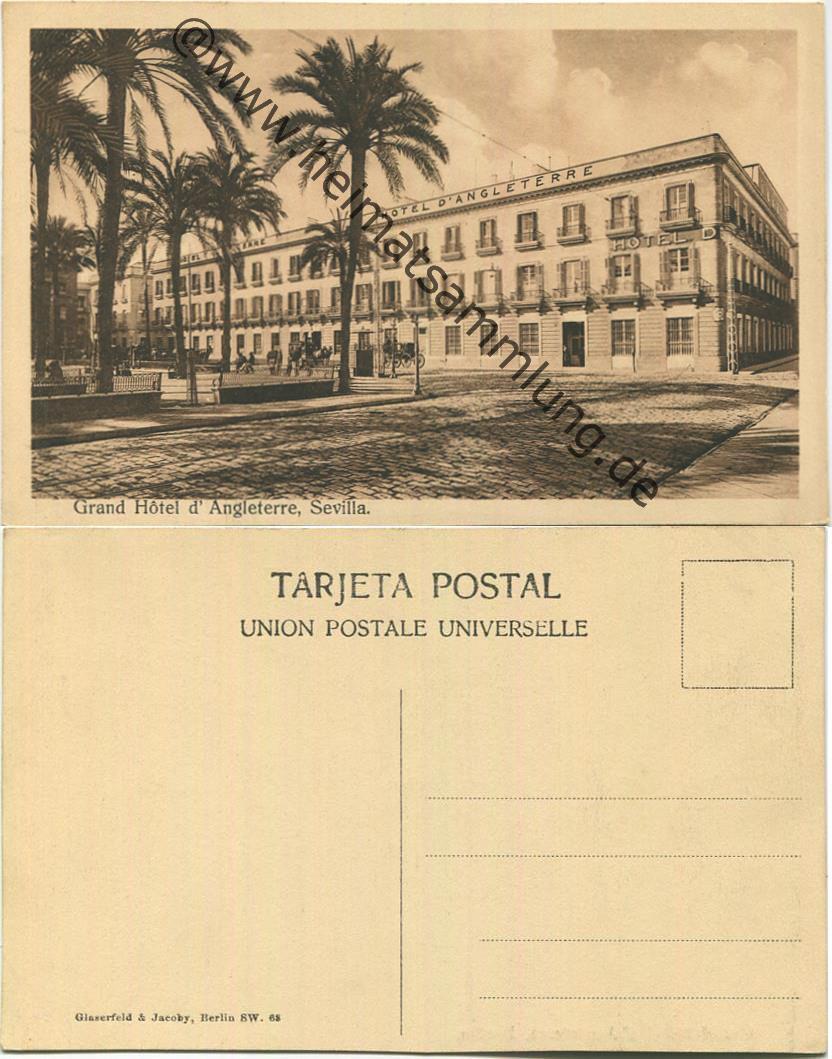 @www.heimatsammlung.de
HOTEL D'ANGLETERRE
HOTEL D
Grand Hôtel d' Angleterre, Sevilla.
TARJETA POSTAL
UNION POSTALE UNIVERSELLE
Glaserfeld & Jacoby, Berlin SW. 68